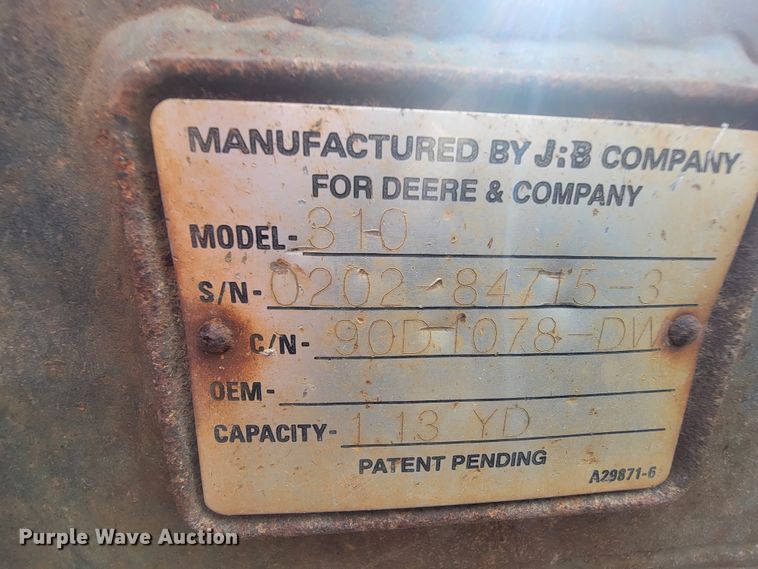 MANUFACTURED BY J:B COMPANY
FOR DEERE & COMPANY
MODEL- 310
S/N- 0202-84715-3
C/N- 90D-1078-DW
OEM-
CAPACITY- 1.13 YD
PATENT PENDING
A29871-6
Purple Wave Auction